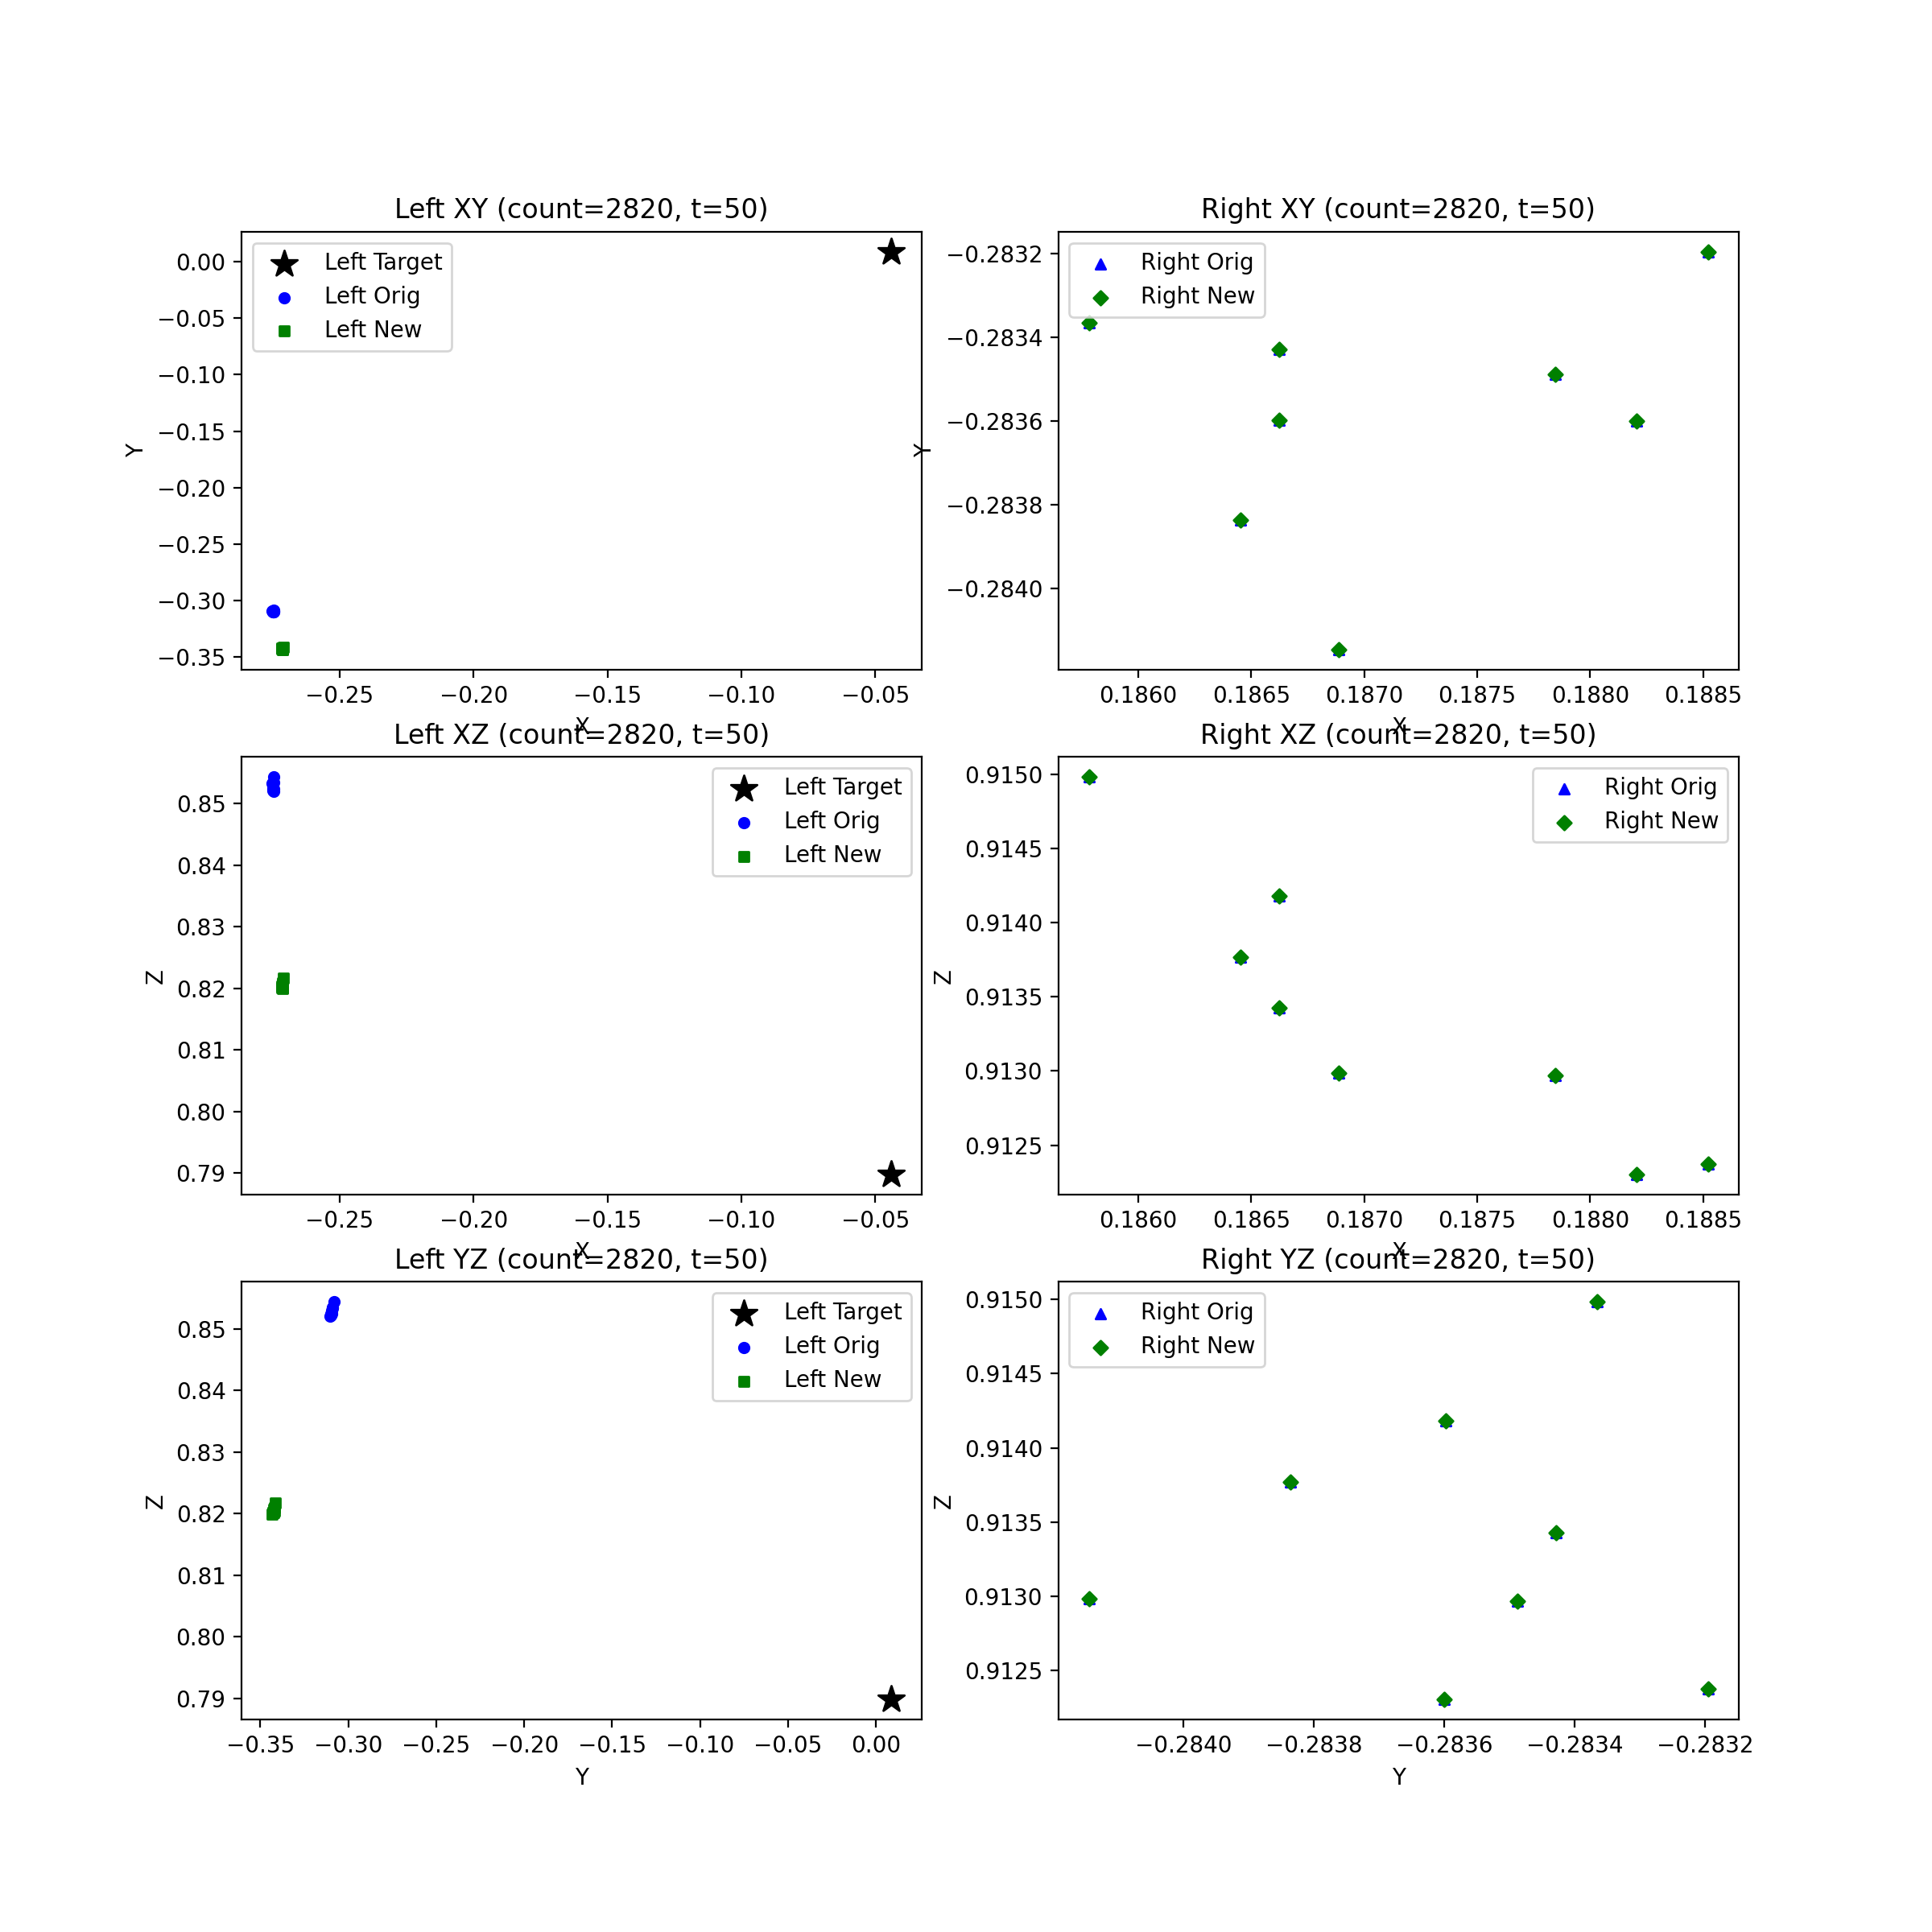 Left XY (count=2820, t=50)
Left Target
Left Orig
Left New
0.00
−0.05
−0.10
−0.15
−0.20
−0.25
−0.30
−0.35
Y
−0.25
−0.20
−0.15
−0.10
−0.05
X
Right XY (count=2820, t=50)
Right Orig
Right New
−0.2832
−0.2834
−0.2836
−0.2838
−0.2840
Y
0.1860
0.1865
0.1870
0.1875
0.1880
0.1885
X
Left XZ (count=2820, t=50)
Left Target
Left Orig
Left New
0.85
0.84
0.83
0.82
0.81
0.80
0.79
Z
−0.25
−0.20
−0.15
−0.10
−0.05
X
Right XZ (count=2820, t=50)
Right Orig
Right New
0.9150
0.9145
0.9140
0.9135
0.9130
0.9125
Z
0.1860
0.1865
0.1870
0.1875
0.1880
0.1885
X
Left YZ (count=2820, t=50)
Left Target
Left Orig
Left New
0.85
0.84
0.83
0.82
0.81
0.80
0.79
Z
−0.35
−0.30
−0.25
−0.20
−0.15
−0.10
−0.05
0.00
Y
Right YZ (count=2820, t=50)
Right Orig
Right New
0.9150
0.9145
0.9140
0.9135
0.9130
0.9125
Z
−0.2840
−0.2838
−0.2836
−0.2834
−0.2832
Y